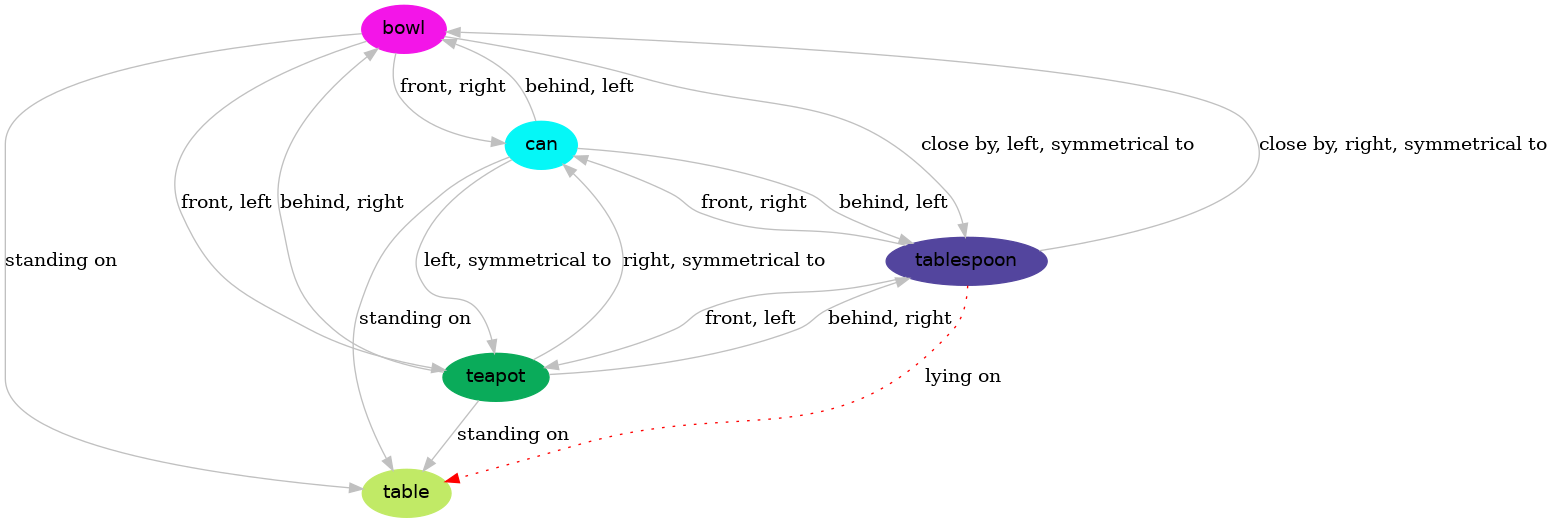 bowl
front, right
behind, left
can
close by, left, symmetrical to
close by, right, symmetrical to
front, left
behind, right
front, right
behind, left
standing on
left, symmetrical to
right, symmetrical to
tablespoon
standing on
front, left
behind, right
teapot
lying on
standing on
table